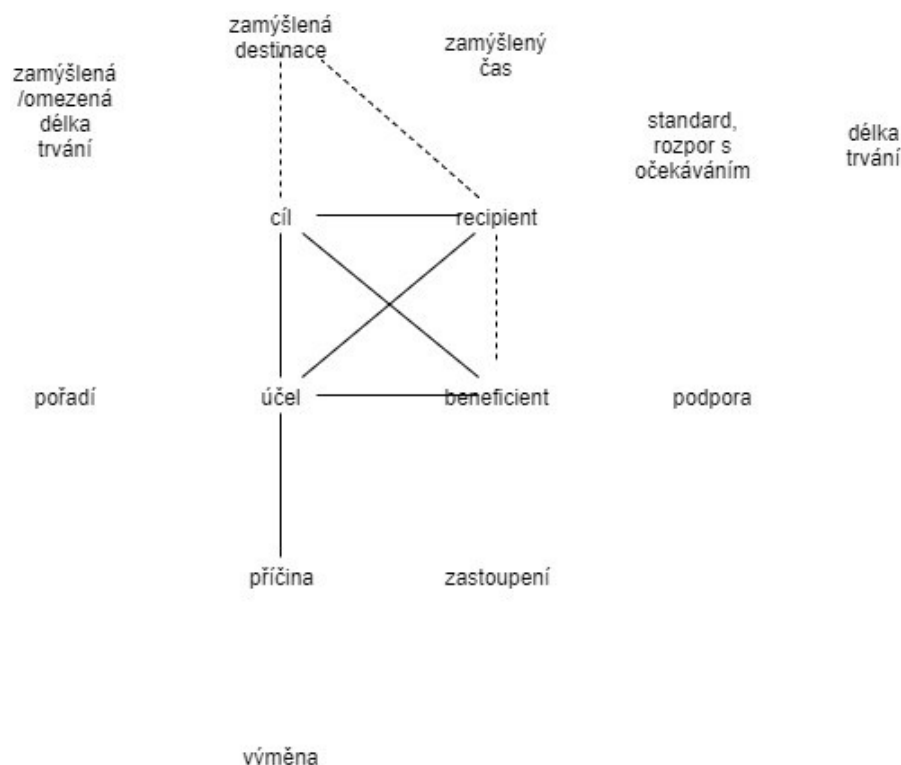 zamýšlená
destinace
zamýšlený
čas
zamýšlená
/omezená
délka
trvání
standard,
rozpor s
očekáváním
délka
trvání
cíl
recipient
pořadí
účel
beneficient
podpora
příčina
zastoupení
výměna